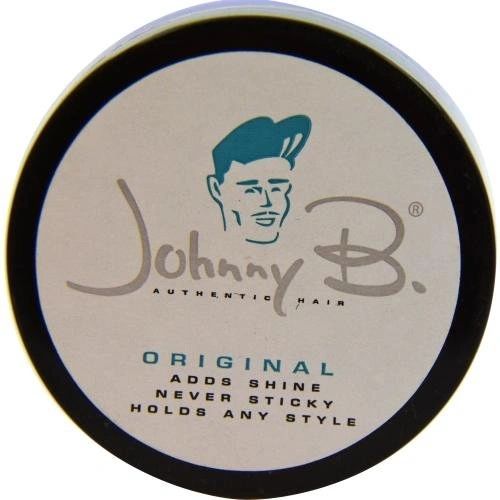 Johnny B.®
AUTHENTIC HAIR
ORIGINAL
ADDS SHINE
NEVER STICKY
HOLDS ANY STYLE